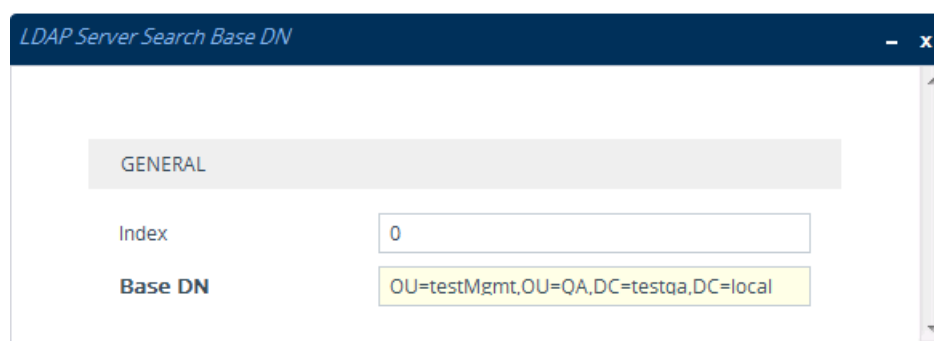 LDAP Server Search Base DN
– x
GENERAL
Index 0
Base DN OU=testMgmt,OU=QA,DC=testqa,DC=local